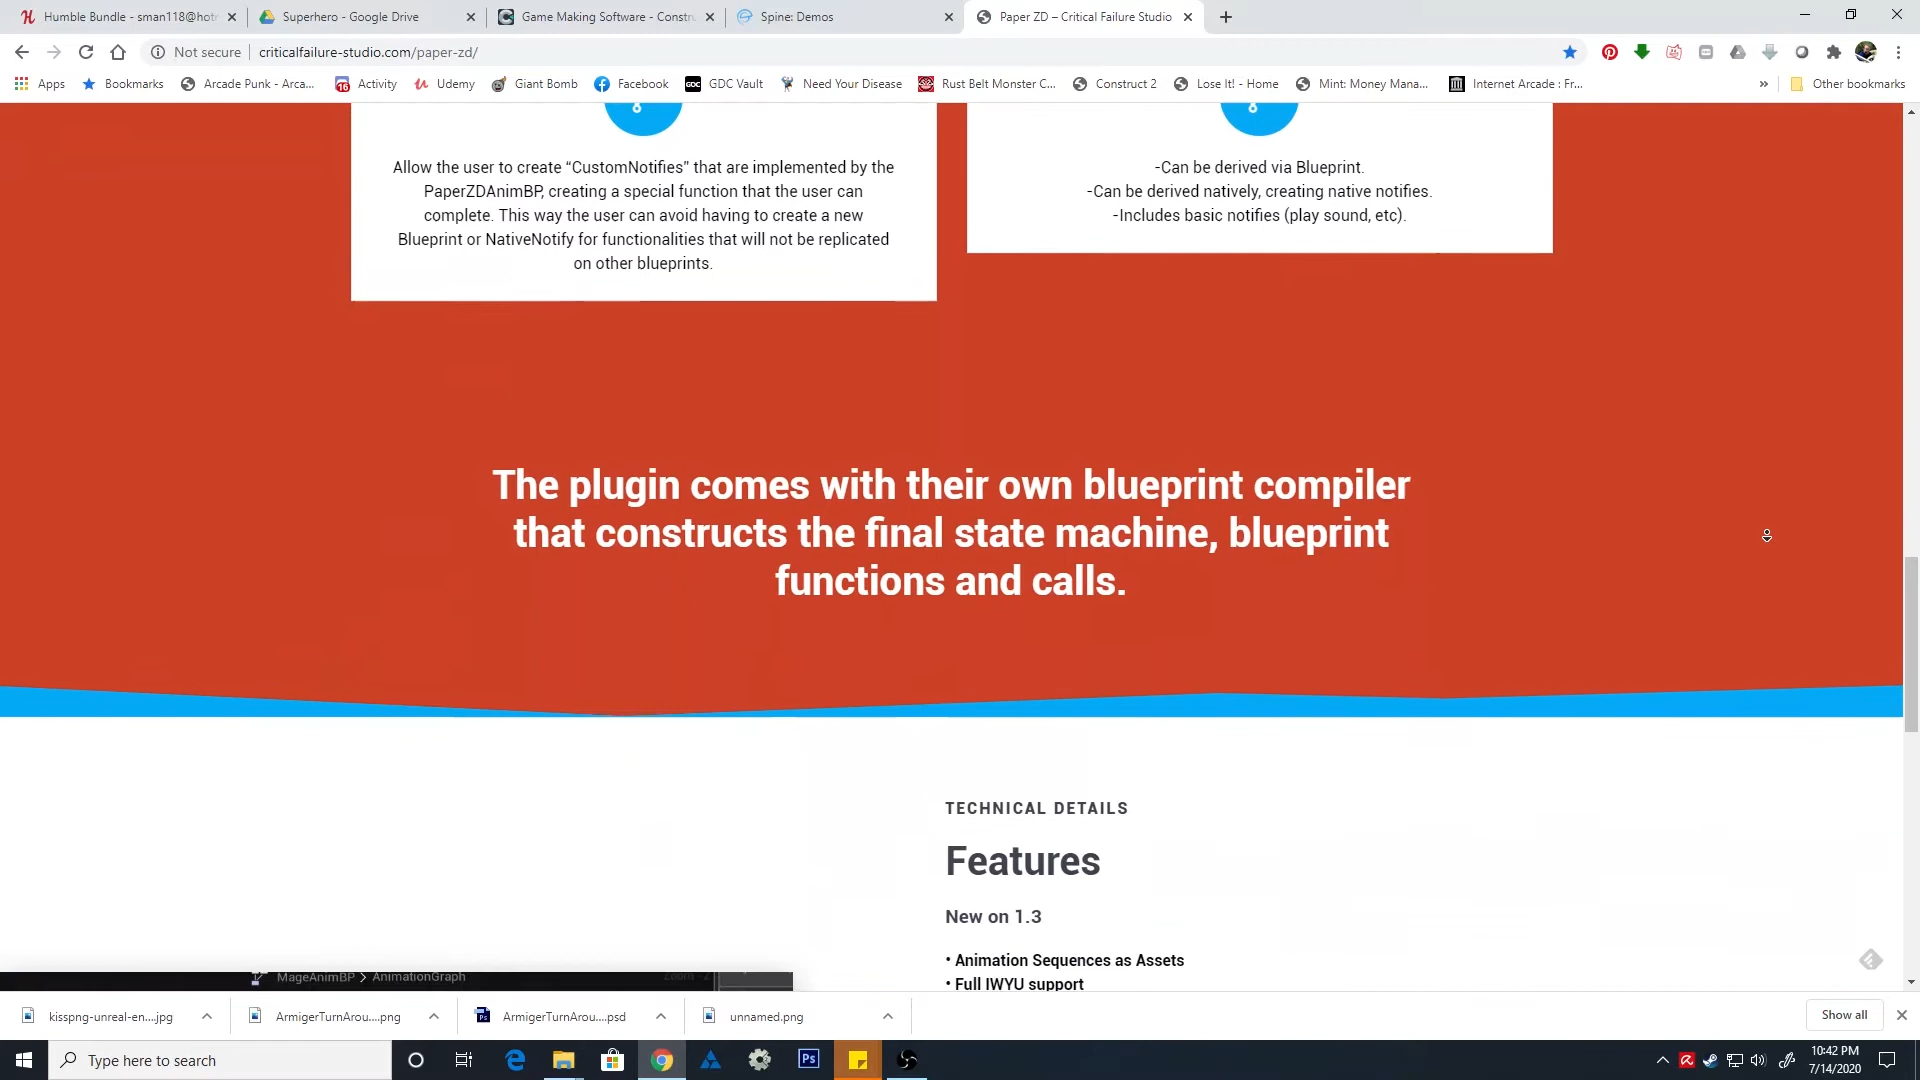 Humble Bundle - sman118@hot
Superhero - Google Drive
Game Making Software - Constru
Spine: Demos
Paper ZD – Critical Failure Studio
Not secure
criticalfailure-studio.com/paper-zd/
Apps
Bookmarks
Arcade Punk - Arca...
16
Activity
Udemy
Giant Bomb
Facebook
GDC
GDC Vault
Need Your Disease
Rust Belt Monster C...
Construct 2
Lose It! - Home
Mint: Money Mana...
Internet Arcade : Fr...
»
Other bookmarks
Allow the user to create “CustomNotifies” that are implemented by the
PaperZDAnimBP, creating a special function that the user can
complete. This way the user can avoid having to create a new
Blueprint or NativeNotify for functionalities that will not be replicated
on other blueprints.
-Can be derived via Blueprint.
-Can be derived natively, creating native notifies.
-Includes basic notifies (play sound, etc).
The plugin comes with their own blueprint compiler
that constructs the final state machine, blueprint
functions and calls.
TECHNICAL DETAILS
Features
New on 1.3
• Animation Sequences as Assets
• Full IWYU support
MageAnimBP > AnimationGraph
kisspng-unreal-en....jpg
ArmigerTurnArou....png
ArmigerTurnArou....psd
unnamed.png
Show all
Type here to search
Ps
10:42 PM
7/14/2020